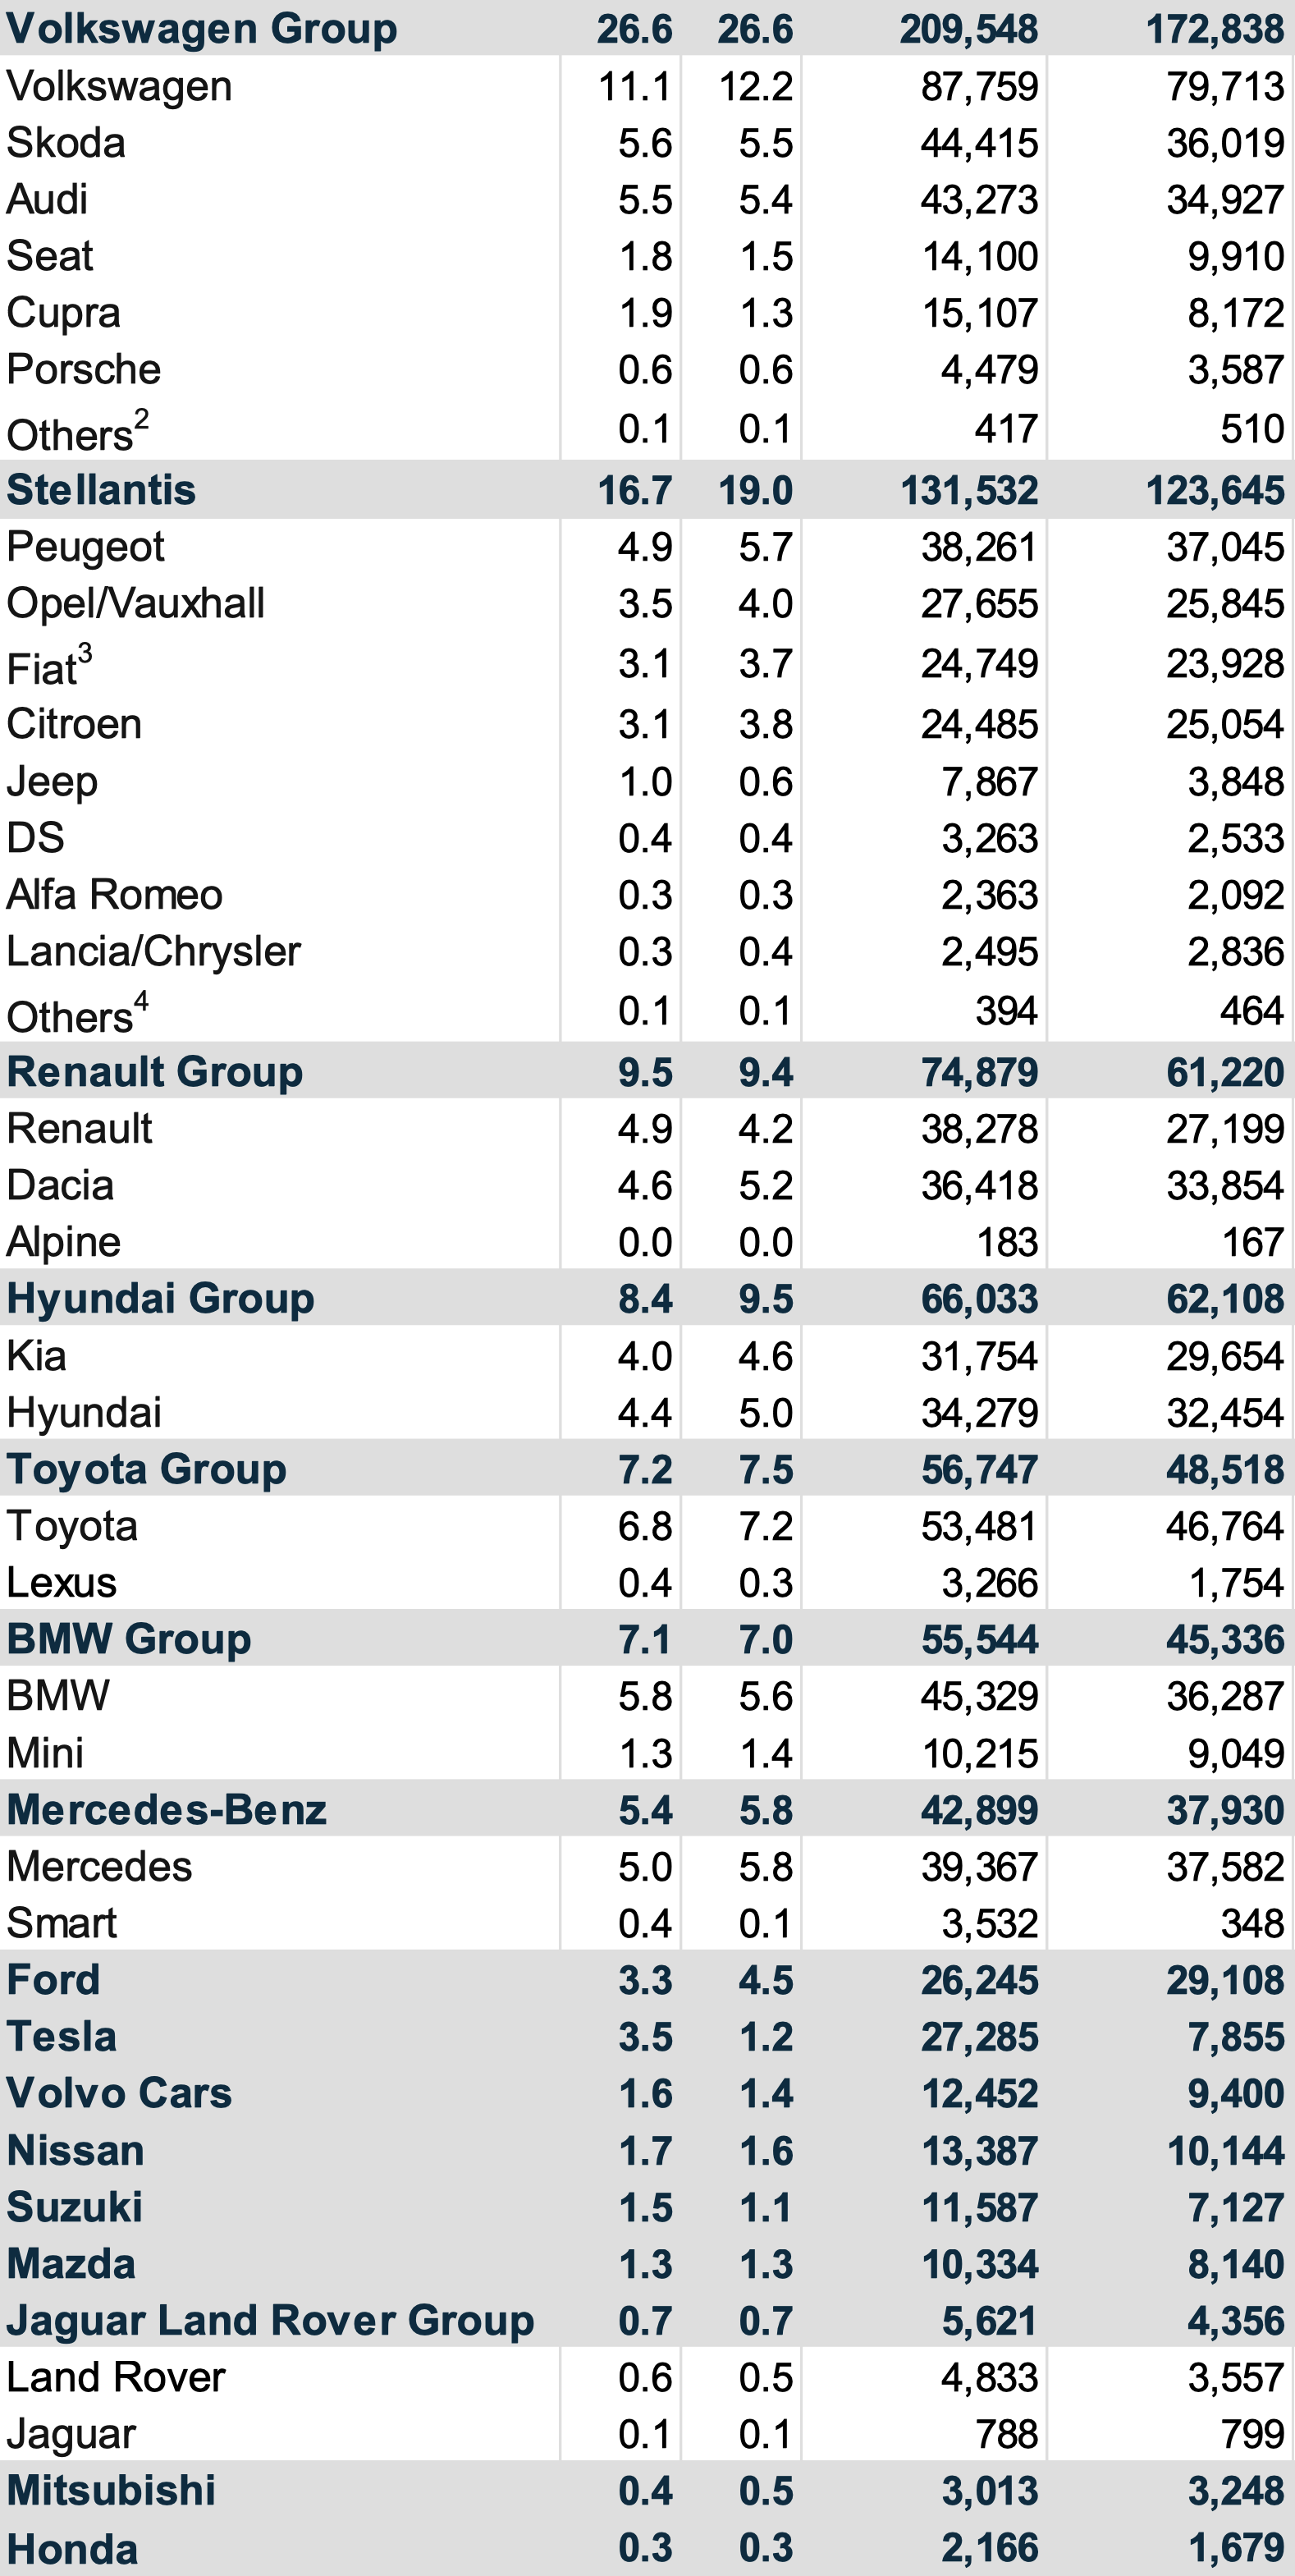 Volkswagen Group 26.6 26.6 209,548 172,838
Volkswagen 11.1 12.2 87,759 79,713
Skoda 5.6 5.5 44,415 36,019
Audi 5.5 5.4 43,273 34,927
Seat 1.8 1.5 14,100 9,910
Cupra 1.9 1.3 15,107 8,172
Porsche 0.6 0.6 4,479 3,587
Others² 0.1 0.1 417 510
Stellantis 16.7 19.0 131,532 123,645
Peugeot 4.9 5.7 38,261 37,045
Opel/Vauxhall 3.5 4.0 27,655 25,845
Fiat³ 3.1 3.7 24,749 23,928
Citroen 3.1 3.8 24,485 25,054
Jeep 1.0 0.6 7,867 3,848
DS 0.4 0.4 3,263 2,533
Alfa Romeo 0.3 0.3 2,363 2,092
Lancia/Chrysler 0.3 0.4 2,495 2,836
Others⁴ 0.1 0.1 394 464
Renault Group 9.5 9.4 74,879 61,220
Renault 4.9 4.2 38,278 27,199
Dacia 4.6 5.2 36,418 33,854
Alpine 0.0 0.0 183 167
Hyundai Group 8.4 9.5 66,033 62,108
Kia 4.0 4.6 31,754 29,654
Hyundai 4.4 5.0 34,279 32,454
Toyota Group 7.2 7.5 56,747 48,518
Toyota 6.8 7.2 53,481 46,764
Lexus 0.4 0.3 3,266 1,754
BMW Group 7.1 7.0 55,544 45,336
BMW 5.8 5.6 45,329 36,287
Mini 1.3 1.4 10,215 9,049
Mercedes-Benz 5.4 5.8 42,899 37,930
Mercedes 5.0 5.8 39,367 37,582
Smart 0.4 0.1 3,532 348
Ford 3.3 4.5 26,245 29,108
Tesla 3.5 1.2 27,285 7,855
Volvo Cars 1.6 1.4 12,452 9,400
Nissan 1.7 1.6 13,387 10,144
Suzuki 1.5 1.1 11,587 7,127
Mazda 1.3 1.3 10,334 8,140
Jaguar Land Rover Group 0.7 0.7 5,621 4,356
Land Rover 0.6 0.5 4,833 3,557
Jaguar 0.1 0.1 788 799
Mitsubishi 0.4 0.5 3,013 3,248
Honda 0.3 0.3 2,166 1,679